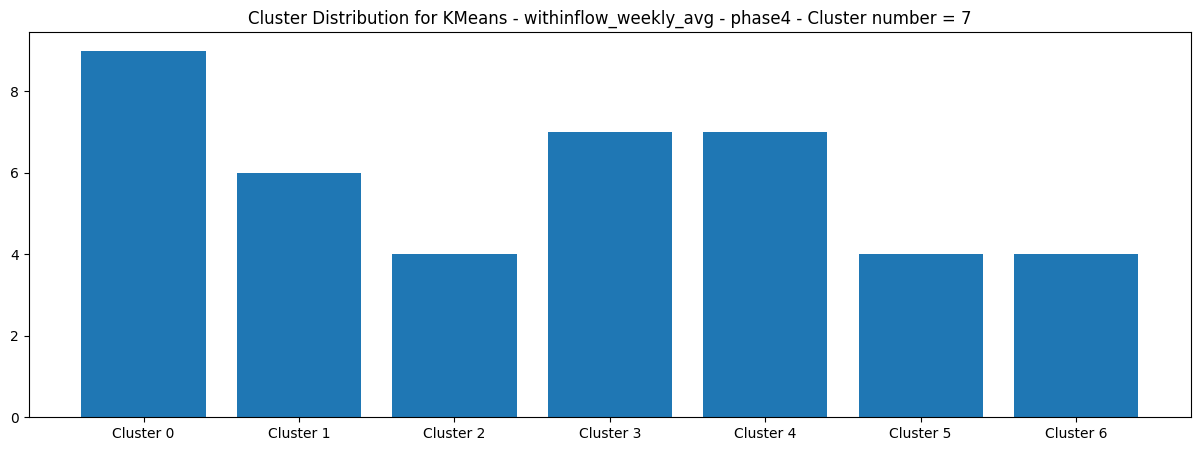 Cluster Distribution for KMeans - withinflow_weekly_avg - phase4 - Cluster number = 7
8
6
4
2
0
Cluster 0 Cluster 1 Cluster 2 Cluster 3 Cluster 4 Cluster 5 Cluster 6